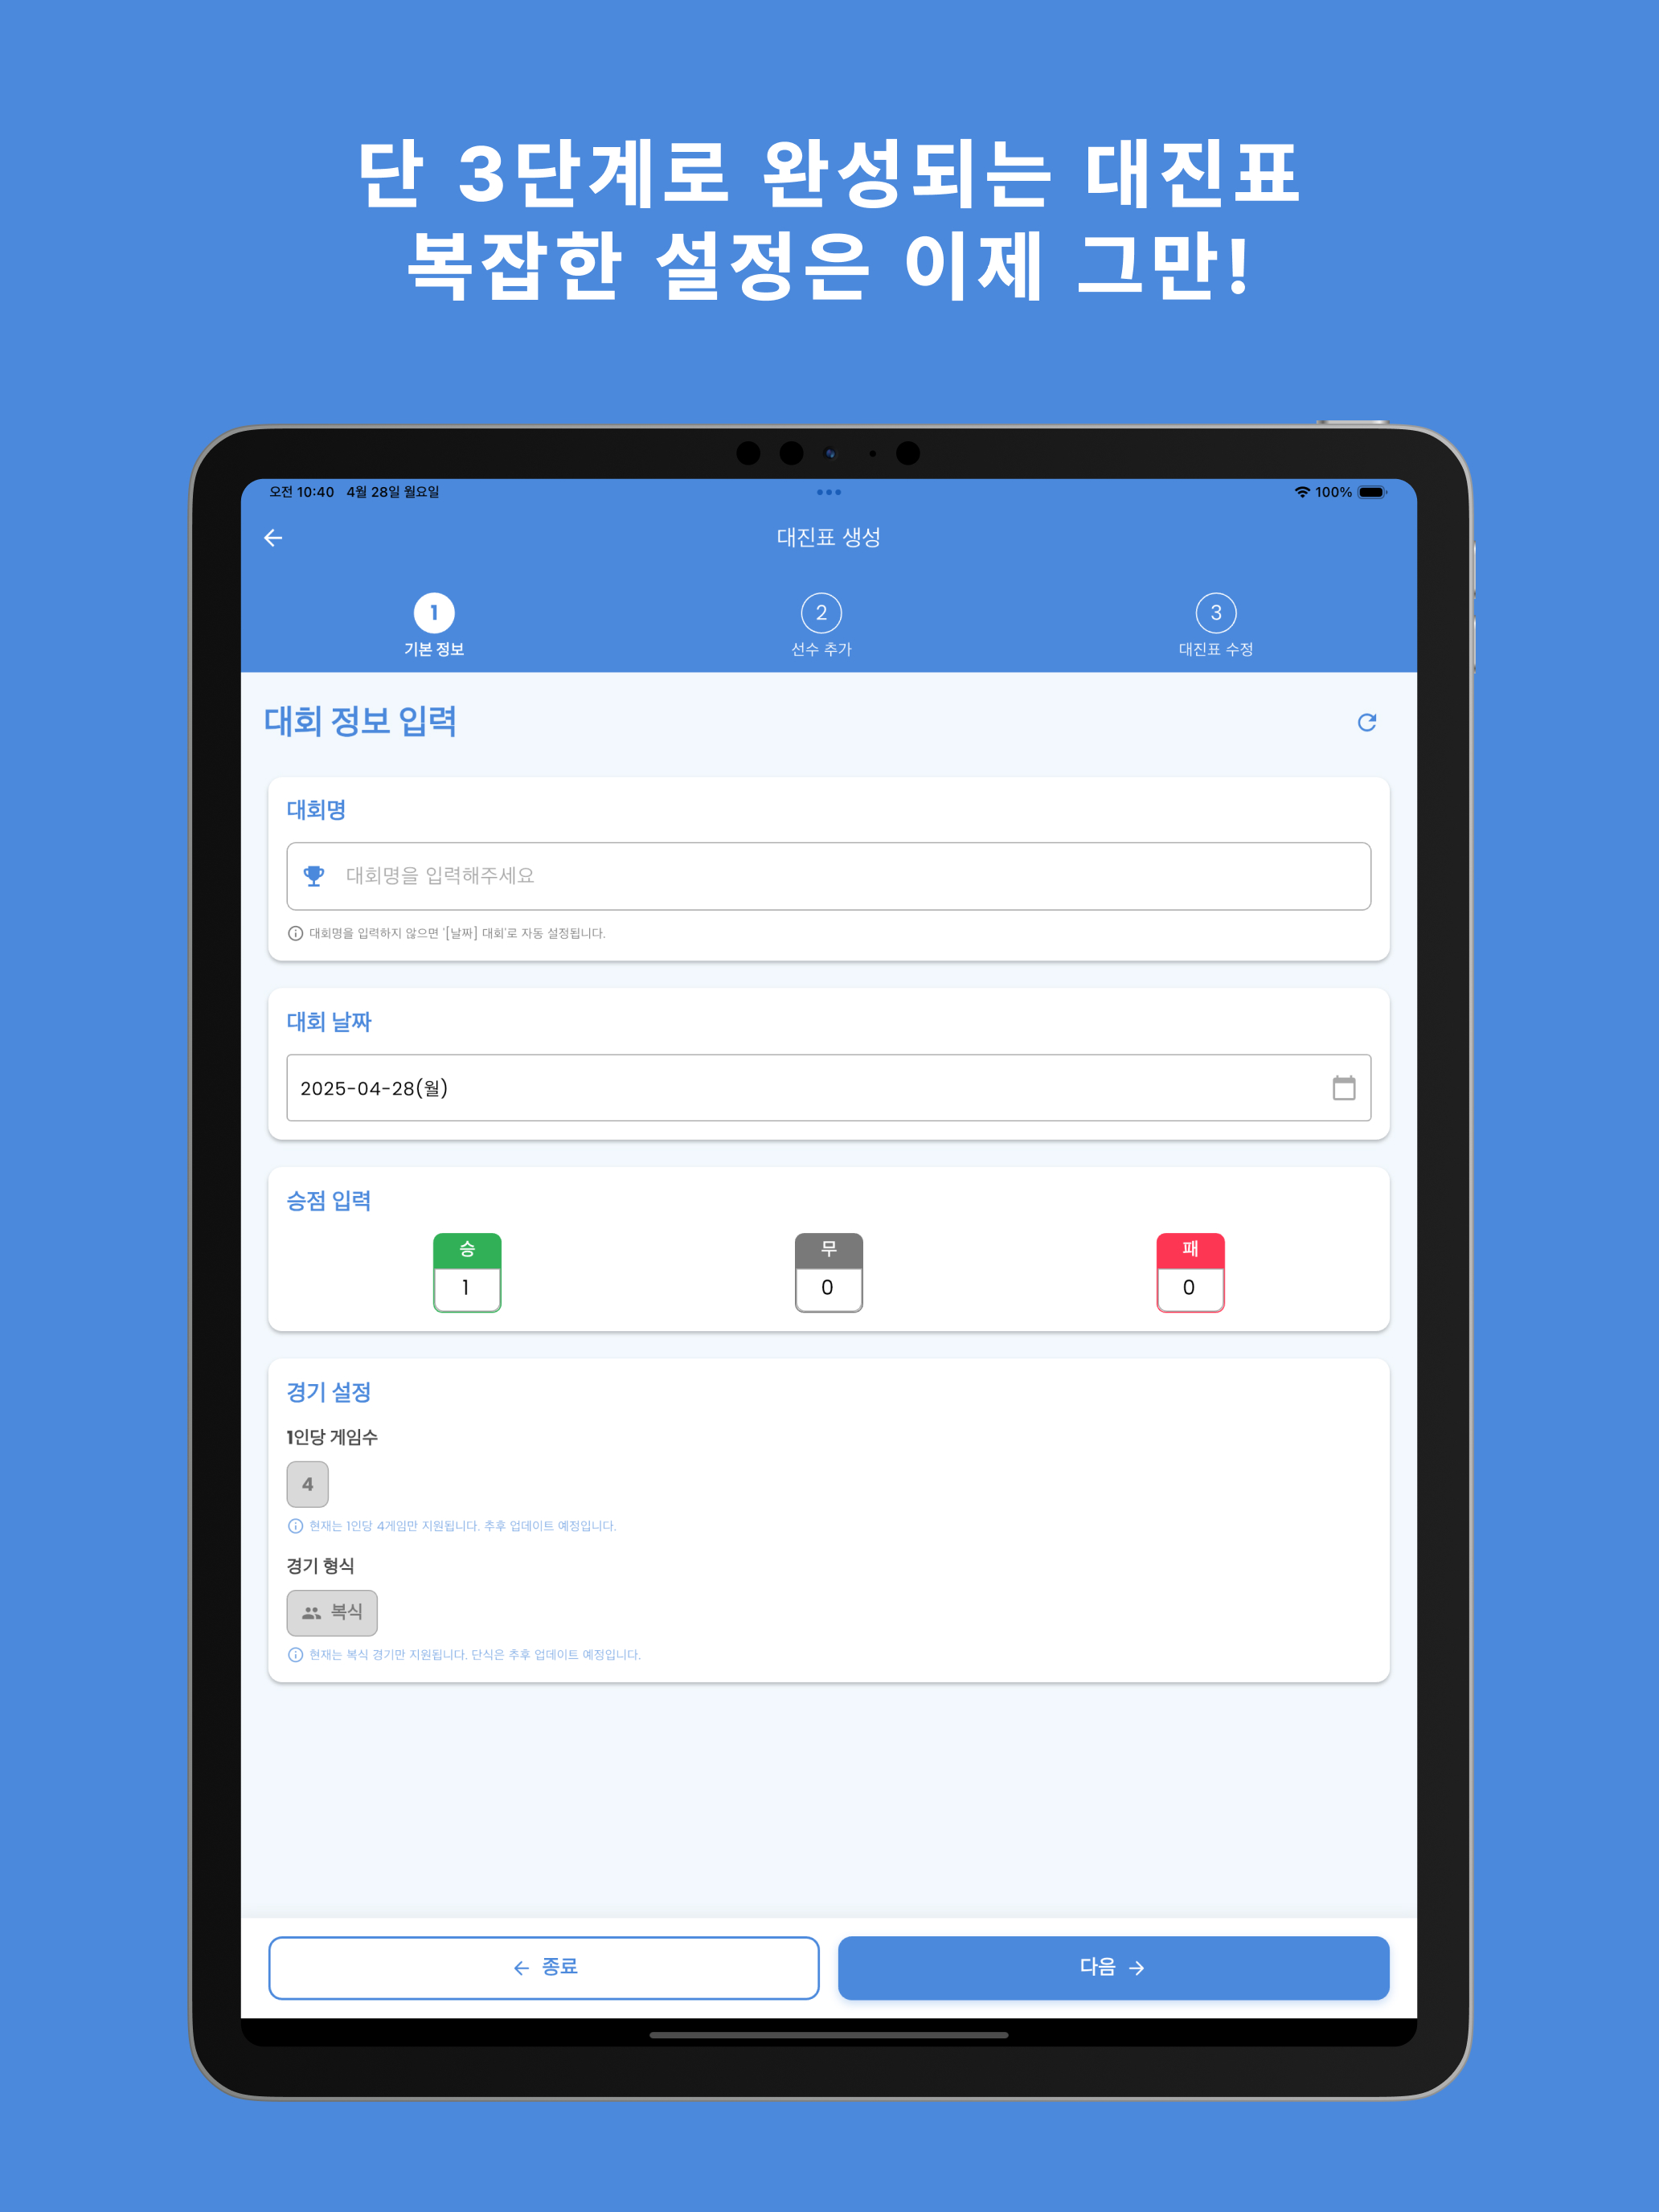 단 3단계로 완성되는 대진표
복잡한 설정은 이제 그만!
오전 10:40 4월 28일 월요일
100%
대진표 생성
1
2
3
기본 정보
선수 추가
대진표 수정
대회 정보 입력
대회명
대회명을 입력해주세요
대회명을 입력하지 않으면 '[날짜] 대회'로 자동 설정됩니다.
대회 날짜
2025-04-28(월)
승점 입력
승
무
패
1
0
0
경기 설정
1인당 게임수
4
현재는 1인당 4게임만 지원됩니다. 추후 업데이트 예정입니다.
경기 형식
복식
현재는 복식 경기만 지원됩니다. 단식은 추후 업데이트 예정입니다.
종료
다음